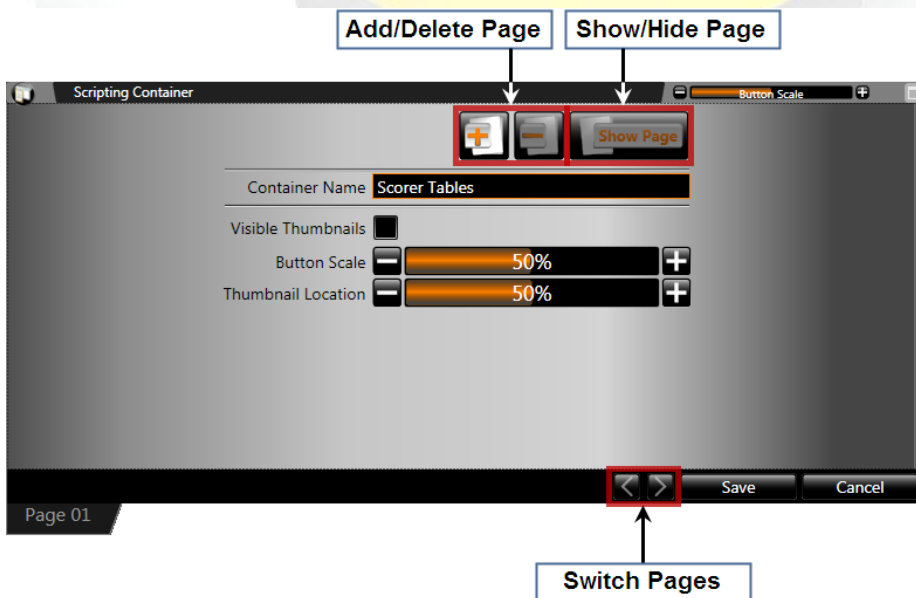 Add/Delete Page
Show/Hide Page
Scripting Container
Button Scale
Show Page
Container Name Scorer Tables
Visible Thumbnails
Button Scale 50%
Thumbnail Location 50%
Save
Cancel
Page 01
Switch Pages